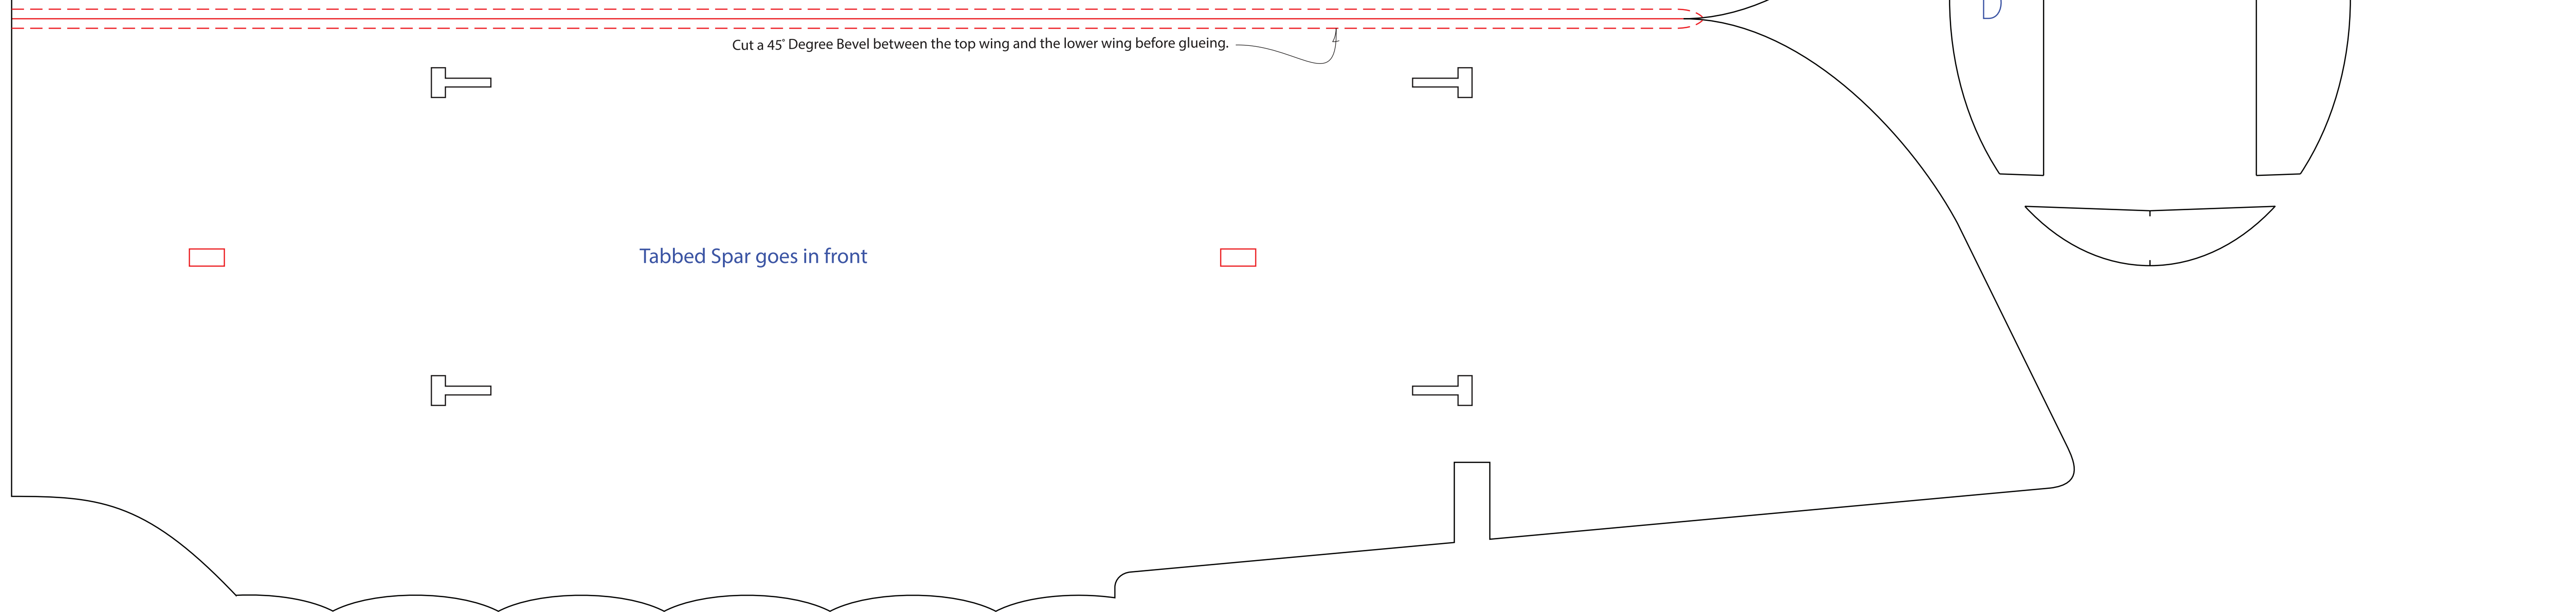 D
Cut a 45° Degree Bevel between the top wing and the lower wing before glueing.
Tabbed Spar goes in front